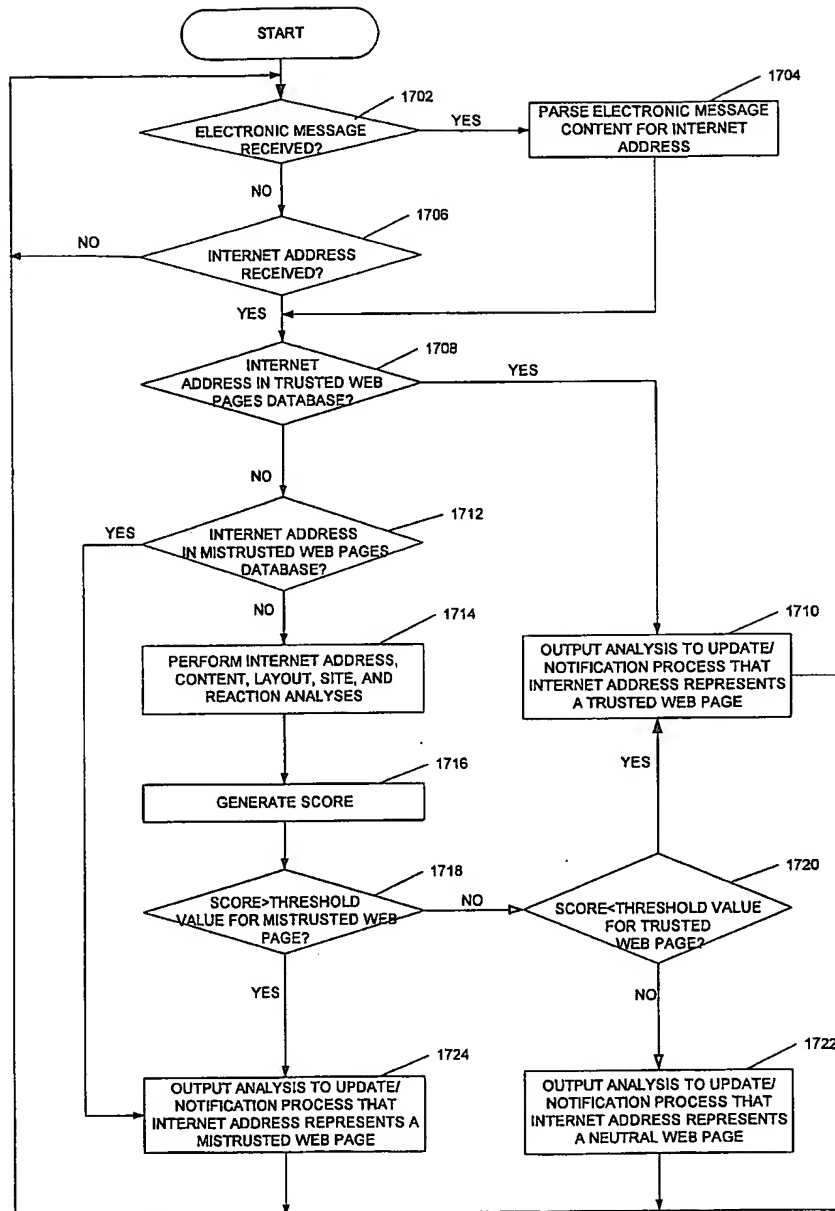 START
1702
ELECTRONIC MESSAGE
RECEIVED?
YES
1704
PARSE ELECTRONIC MESSAGE
CONTENT FOR INTERNET
ADDRESS
NO
1706
INTERNET ADDRESS
RECEIVED?
NO
YES
1708
INTERNET
ADDRESS IN TRUSTED WEB
PAGES DATABASE?
YES
NO
1712
INTERNET ADDRESS
IN MISTRUSTED WEB PAGES
DATABASE?
YES
NO
1714
PERFORM INTERNET ADDRESS,
CONTENT, LAYOUT, SITE, AND
REACTION ANALYSES
1710
OUTPUT ANALYSIS TO UPDATE/
NOTIFICATION PROCESS THAT
INTERNET ADDRESS REPRESENTS
A TRUSTED WEB PAGE
1716
GENERATE SCORE
YES
1718
SCORE>THRESHOLD
VALUE FOR MISTRUSTED WEB
PAGE?
NO
1720
SCORE<THRESHOLD VALUE
FOR TRUSTED
WEB PAGE?
YES
NO
1724
OUTPUT ANALYSIS TO UPDATE/
NOTIFICATION PROCESS THAT
INTERNET ADDRESS REPRESENTS A
MISTRUSTED WEB PAGE
1722
OUTPUT ANALYSIS TO UPDATE/
NOTIFICATION PROCESS THAT
INTERNET ADDRESS REPRESENTS
A NEUTRAL WEB PAGE